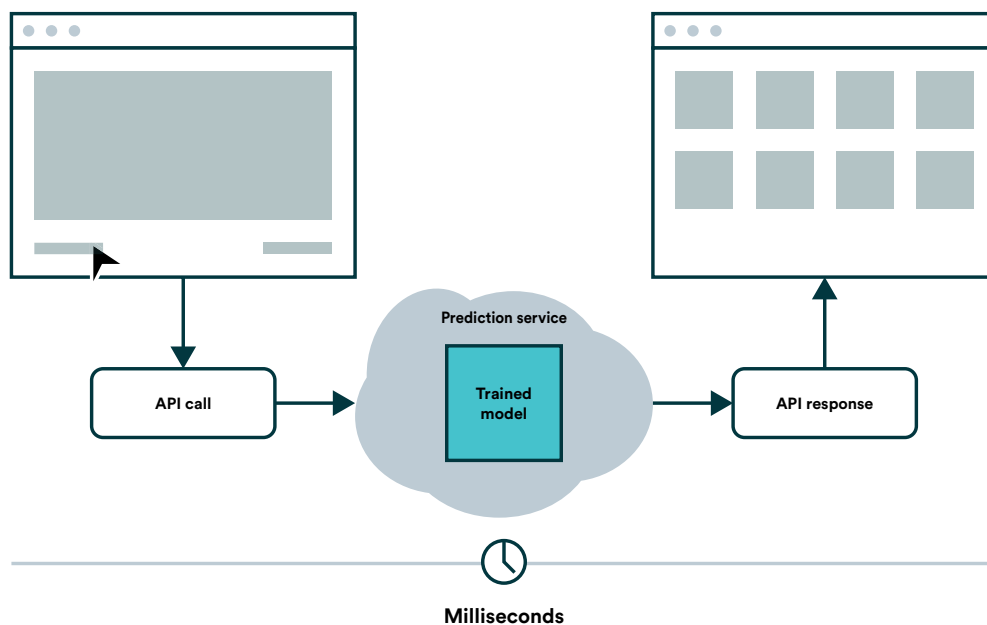 Prediction service
Trained
model
API call
API response
Milliseconds